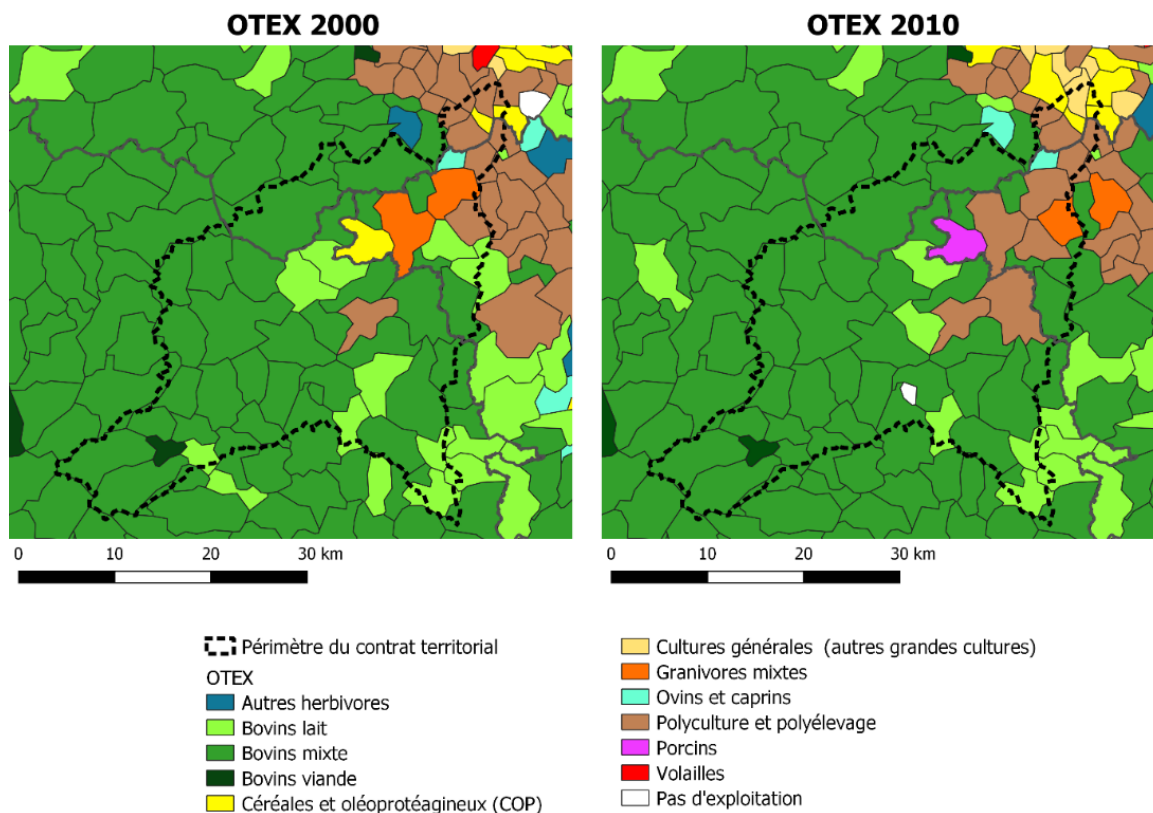 OTEX 2000
OTEX 2010
0 10 20 30 km
0 10 20 30 km
Périmètre du contrat territorial
OTEX
Autres herbivores
Bovins lait
Bovins mixte
Bovins viande
Céréales et oléoprotéagineux (COP)
Cultures générales (autres grandes cultures)
Granivores mixtes
Ovins et caprins
Polyculture et polyélevage
Porcins
Volailles
Pas d'exploitation